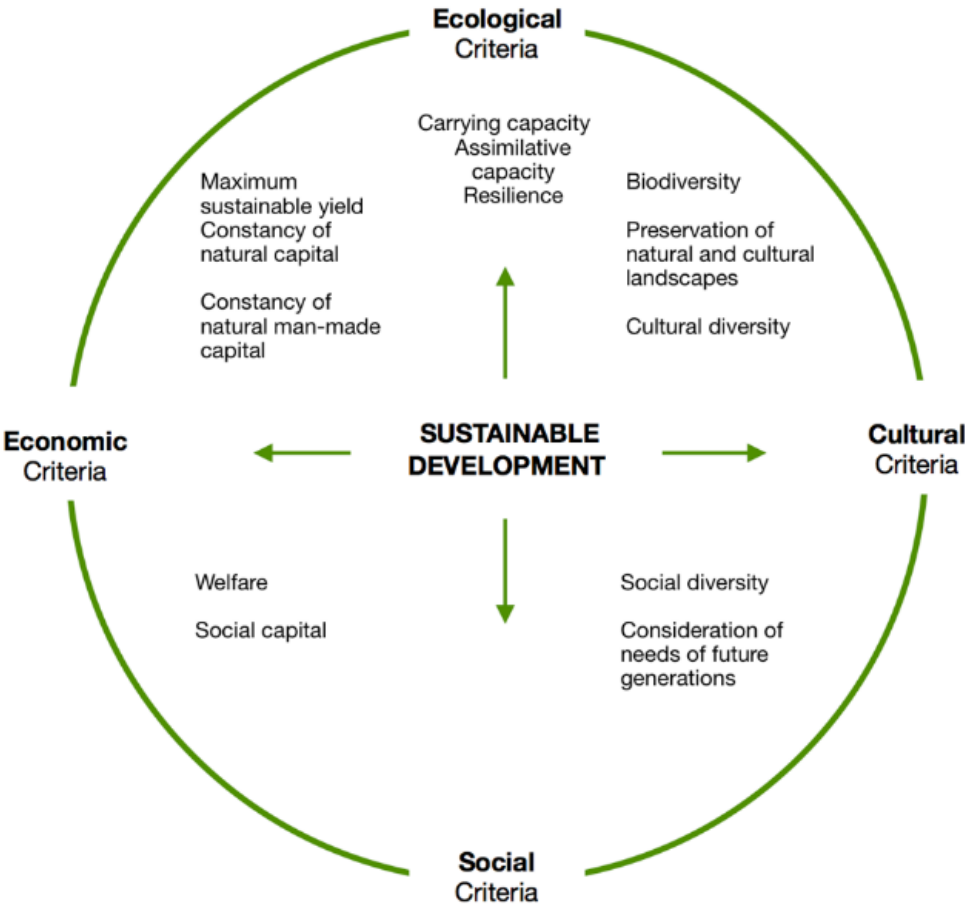 Ecological
Criteria
Carrying capacity
Assimilative
capacity
Resilience
Maximum
sustainable yield
Constancy of
natural capital
Constancy of
natural man-made
capital
Biodiversity
Preservation of
natural and cultural
landscapes
Cultural diversity
Economic
Criteria
SUSTAINABLE
DEVELOPMENT
Cultural
Criteria
Welfare
Social capital
Social diversity
Consideration of
needs of future
generations
Social
Criteria